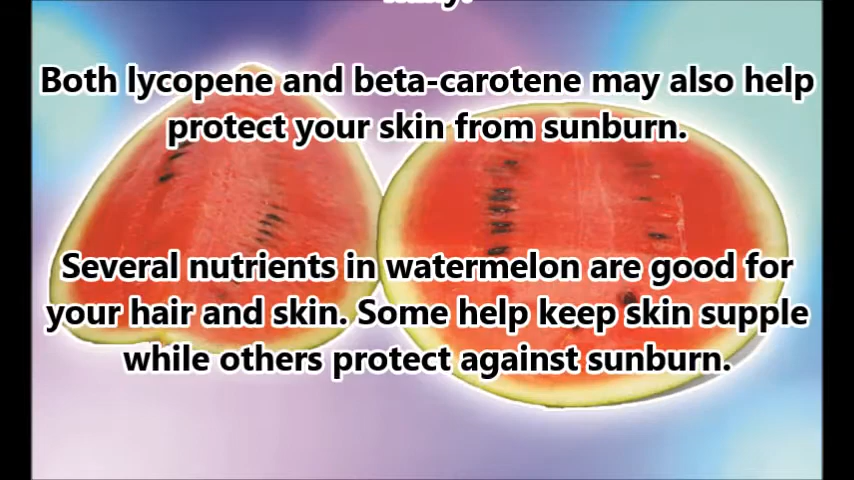 Both lycopene and beta-carotene may also help
protect your skin from sunburn.
Several nutrients in watermelon are good for
your hair and skin. Some help keep skin supple
while others protect against sunburn.